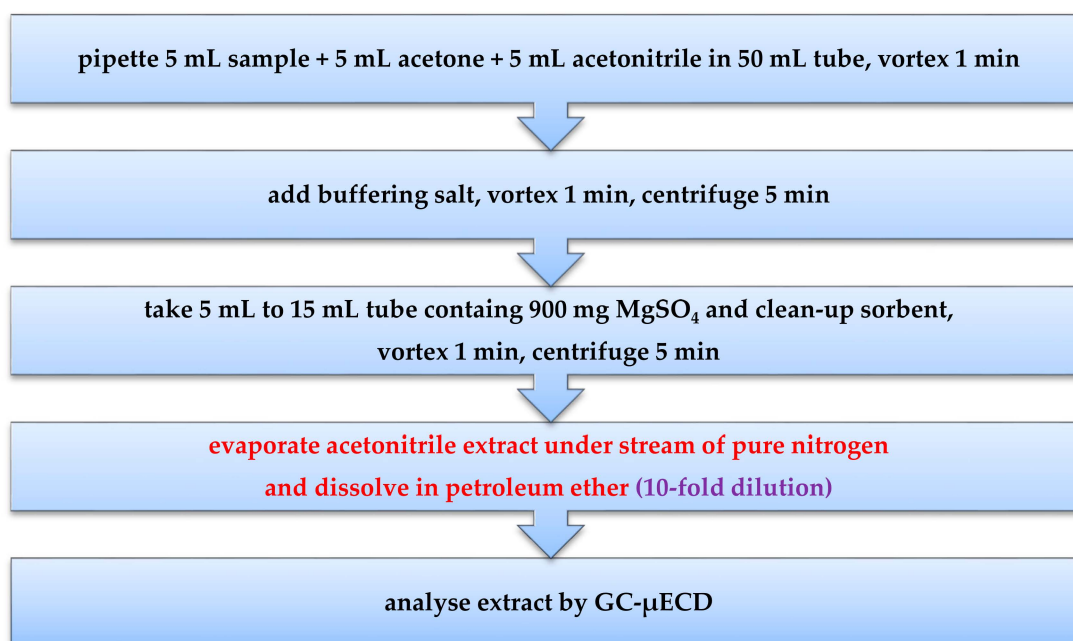 pipette 5 mL sample + 5 mL acetone + 5 mL acetonitrile in 50 mL tube, vortex 1 min
add buffering salt, vortex 1 min, centrifuge 5 min
take 5 mL to 15 mL tube containg 900 mg MgSO₄ and clean-up sorbent,
vortex 1 min, centrifuge 5 min
evaporate acetonitrile extract under stream of pure nitrogen
and dissolve in petroleum ether (10-fold dilution)
analyse extract by GC-μECD